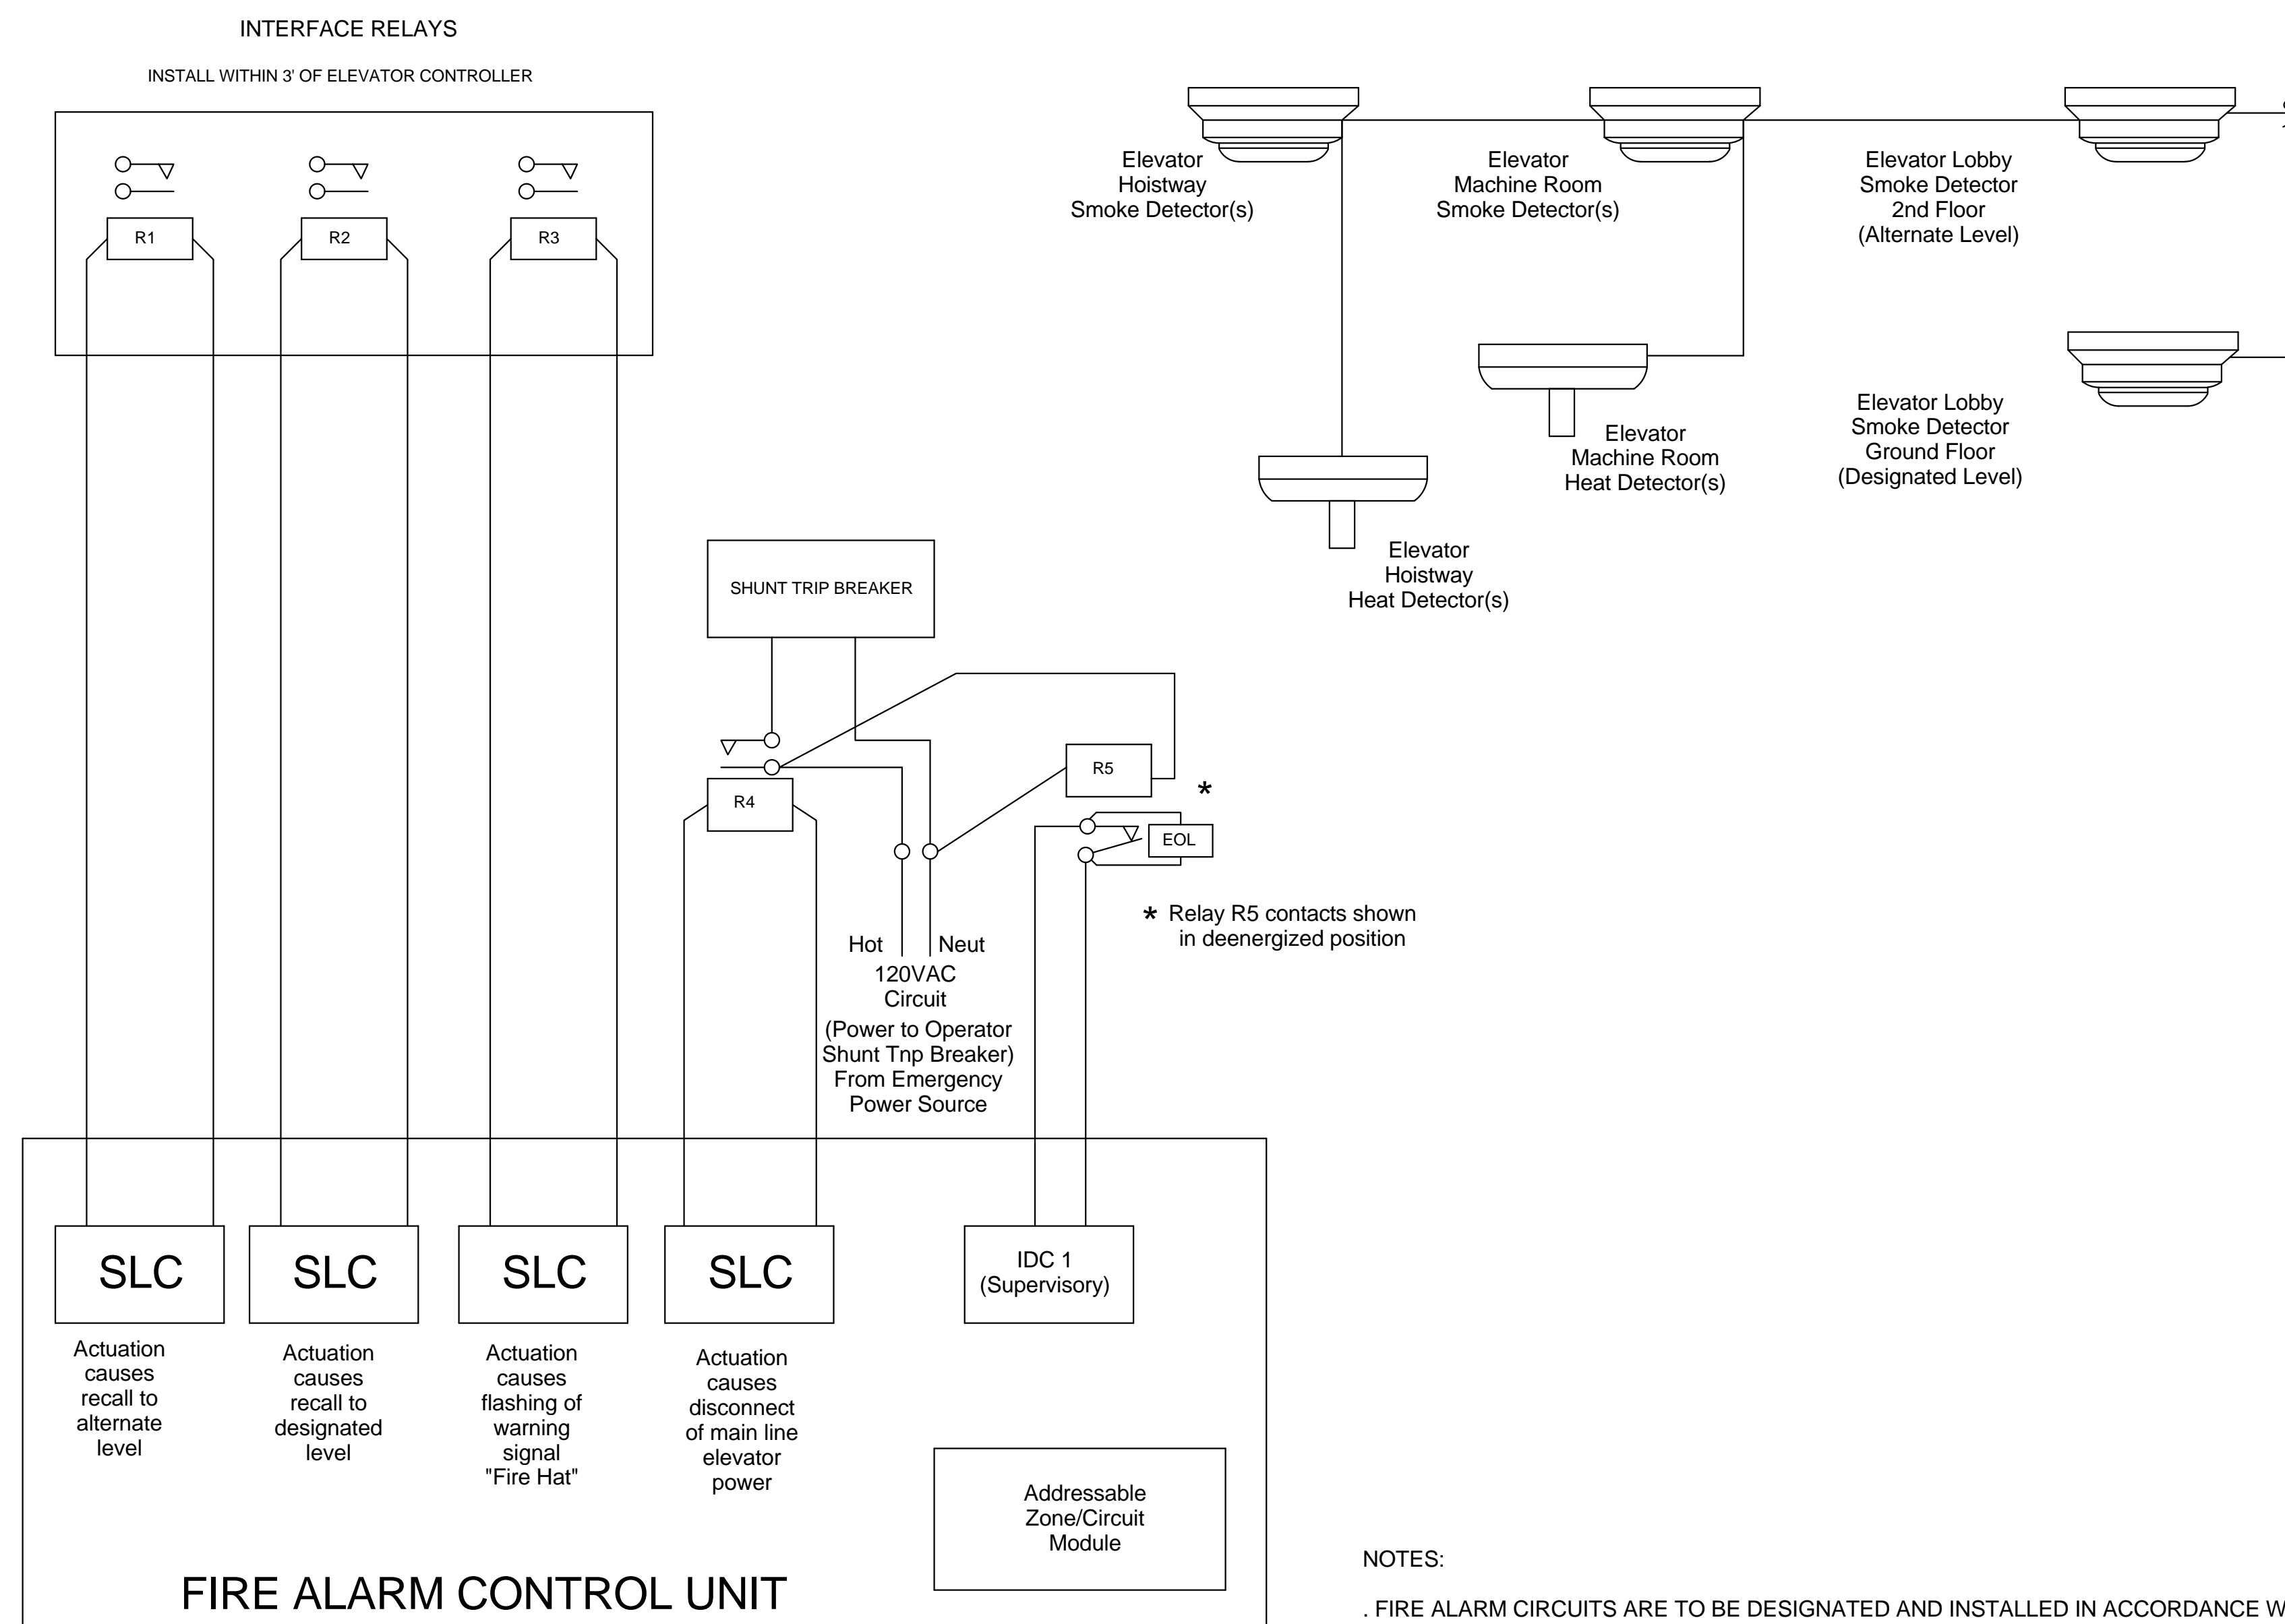 INTERFACE RELAYS
INSTALL WITHIN 3' OF ELEVATOR CONTROLLER
R1
R2
R3
Elevator
Hoistway
Smoke Detector(s)
Elevator
Machine Room
Smoke Detector(s)
Elevator Lobby
Smoke Detector
2nd Floor
(Alternate Level)
Elevator
Machine Room
Heat Detector(s)
Elevator Lobby
Smoke Detector
Ground Floor
(Designated Level)
Elevator
Hoistway
Heat Detector(s)
SHUNT TRIP BREAKER
R4
R5
*
EOL
* Relay R5 contacts shown
in deenergized position
Hot
Neut
120VAC
Circuit
(Power to Operator
Shunt Tnp Breaker)
From Emergency
Power Source
SLC
SLC
SLC
SLC
IDC 1
(Supervisory)
Actuation
causes
recall to
alternate
level
Actuation
causes
recall to
designated
level
Actuation
causes
flashing of
warning
signal
"Fire Hat"
Actuation
causes
disconnect
of main line
elevator
power
Addressable
Zone/Circuit
Module
FIRE ALARM CONTROL UNIT
NOTES:
. FIRE ALARM CIRCUITS ARE TO BE DESIGNATED AND INSTALLED IN ACCORDANCE